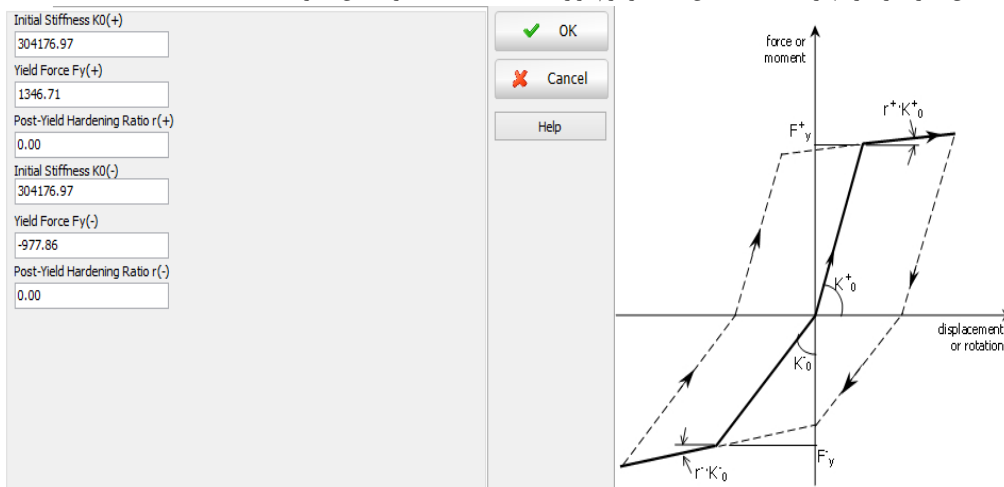 Initial Stiffness K0(+)
304176.97
Yield Force Fy(+)
1346.71
Post-Yield Hardening Ratio r(+)
0.00
Initial Stiffness K0(-)
304176.97
Yield Force Fy(-)
-977.86
Post-Yield Hardening Ratio r(-)
0.00
OK
Cancel
Help
force or
moment
r⁺·K⁺₀
F⁺y
K⁺₀
displacement
or rotation
K⁻₀
F⁻y
r⁻·K⁻₀